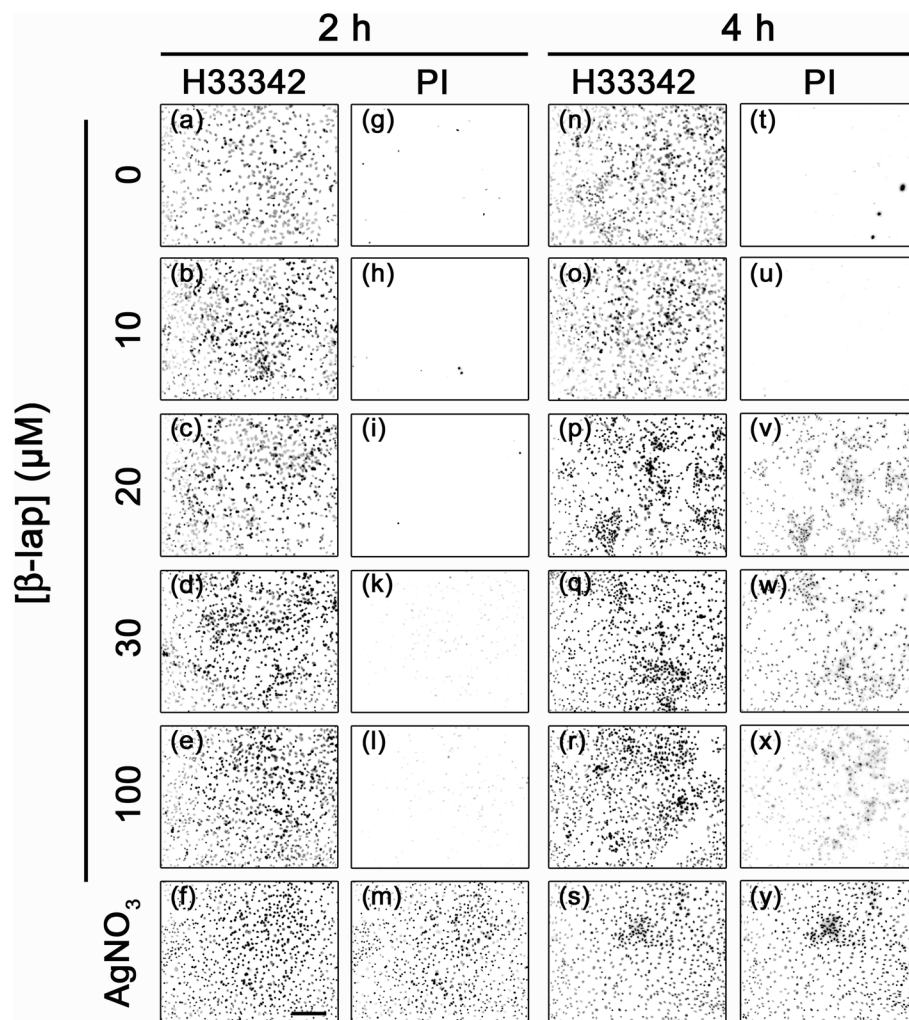 2 h 4 h
H33342 PI H33342 PI
[β-lap] (µM)
0 (a) (g) (n) (t)
10 (b) (h) (o) (u)
20 (c) (i) (p) (v)
30 (d) (k) (q) (w)
100 (e) (l) (r) (x)
AgNO₃ (f) (m) (s) (y)